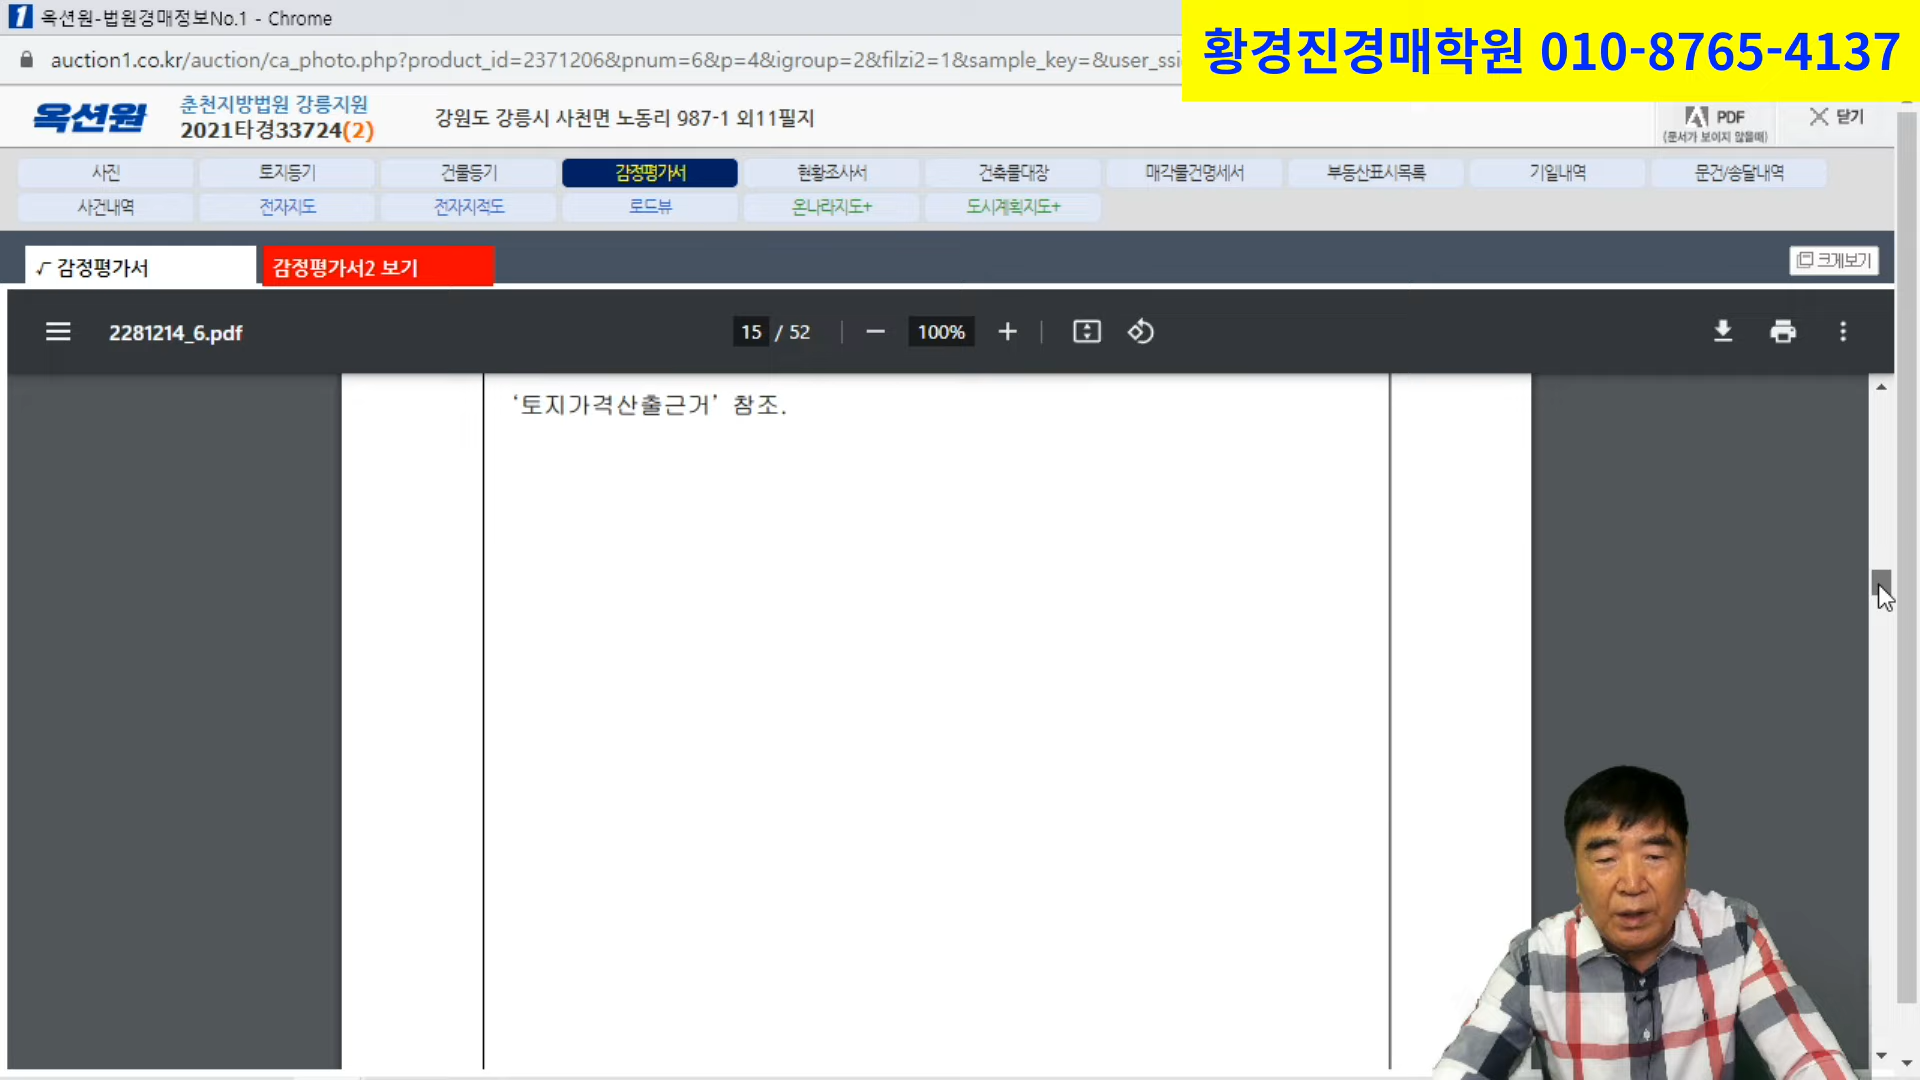 옥션원-법원경매정보No.1 - Chrome
황경진경매학원 010-8765-4137
auction1.co.kr/auction/ca_photo.php?product_id=2371206&pnum=6&p=4&igroup=2&filzi2=1&sample_key=&user_ssi
옥션원
춘천지방법원 강릉지원
2021타경33724(2)
강원도 강릉시 사천면 노동리 987-1 외11필지
PDF
(문서가 보이지 않을때)
닫기
사진 토지등기 건물등기 감정평가서 현황조사서 건축물대장 매각물건명세서 부동산표시목록 기일내역 문건/송달내역
사건내역 전자지도 전자지적도 로드뷰 온나라지도+ 도시계획지도+
√ 감정평가서
감정평가서2 보기
크게보기
2281214_6.pdf
15 / 52
100%
‘토지가격산출근거’ 참조.